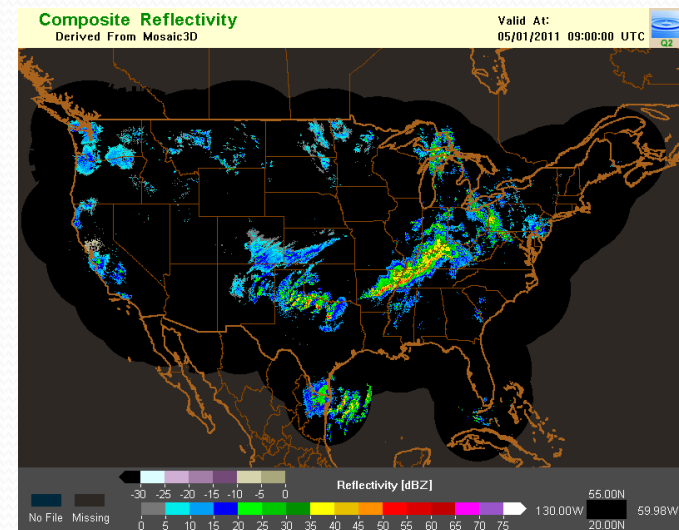 Composite Reflectivity
Derived From Mosaic3D
Valid At:
05/01/2011 09:00:00 UTC
Q2
-30 -25 -20 -15 -10 -5 0
Reflectivity [dBZ]
No File Missing
0 5 10 15 20 25 30 35 40 45 50 55 60 65 70 75
55.00N
130.00W 59.98W
20.00N